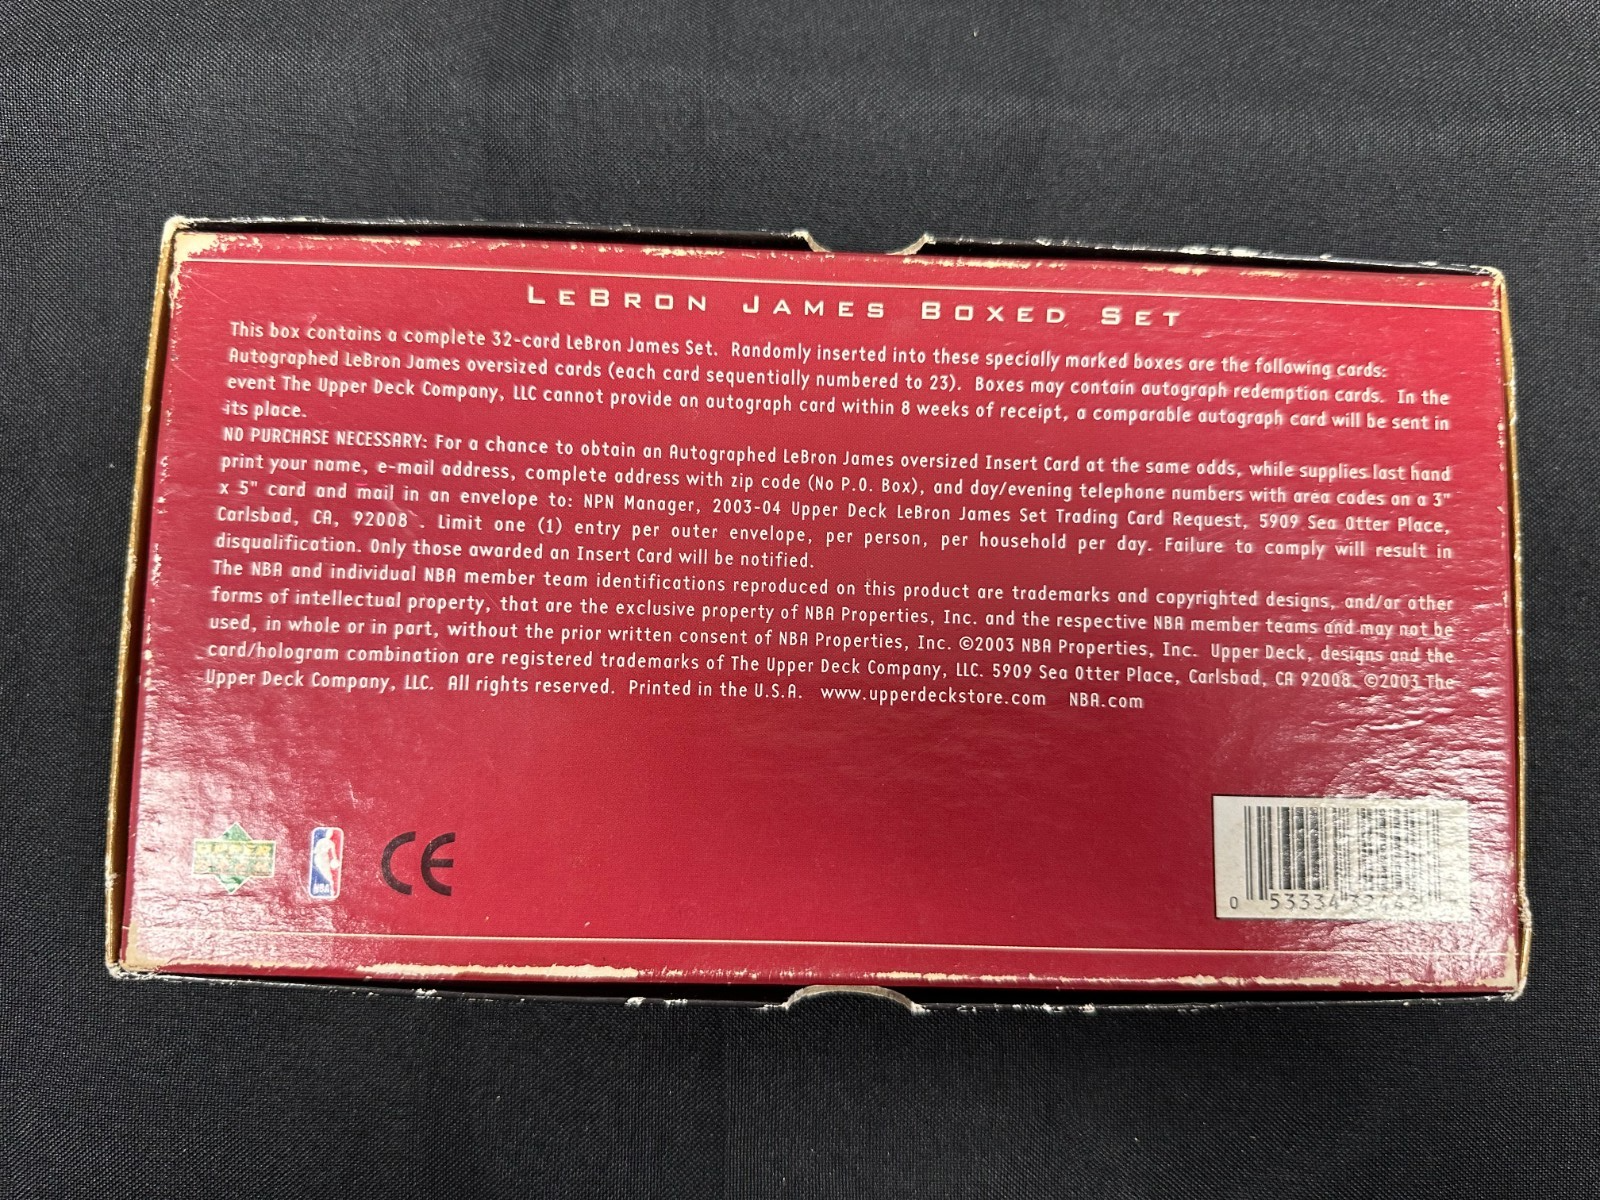 LEBRON JAMES BOXED SET
This box contains a complete 32-card LeBron James Set. Randomly inserted into these specially marked boxes are the following cards:
Autographed LeBron James oversized cards (each card sequentially numbered to 23). Boxes may contain autograph redemption cards. In the
event The Upper Deck Company, LLC cannot provide an autograph card within 8 weeks of receipt, a comparable autograph card will be sent in
its place.
NO PURCHASE NECESSARY: For a chance to obtain an Autographed LeBron James oversized Insert Card at the same odds, while supplies last hand
print your name, e-mail address, complete address with zip code (No P.O. Box), and day/evening telephone numbers with area codes on a 3"
x 5" card and mail in an envelope to: NPN Manager, 2003-04 Upper Deck LeBron James Set Trading Card Request, 5909 Sea Otter Place,
Carlsbad, CA, 92008 . Limit one (1) entry per outer envelope, per person, per household per day. Failure to comply will result in
disqualification. Only those awarded an Insert Card will be notified.
The NBA and individual NBA member team identifications reproduced on this product are trademarks and copyrighted designs, and/or other
forms of intellectual property, that are the exclusive property of NBA Properties, Inc. and the respective NBA member teams and may not be
used, in whole or in part, without the prior written consent of NBA Properties, Inc. ©2003 NBA Properties, Inc. Upper Deck, designs and the
card/hologram combination are registered trademarks of The Upper Deck Company, LLC. 5909 Sea Otter Place, Carlsbad, CA 92008. ©2003 The
Upper Deck Company, LLC. All rights reserved. Printed in the U.S.A. www.upperdeckstore.com NBA.com
UPPER
NBA
CE
0 53334